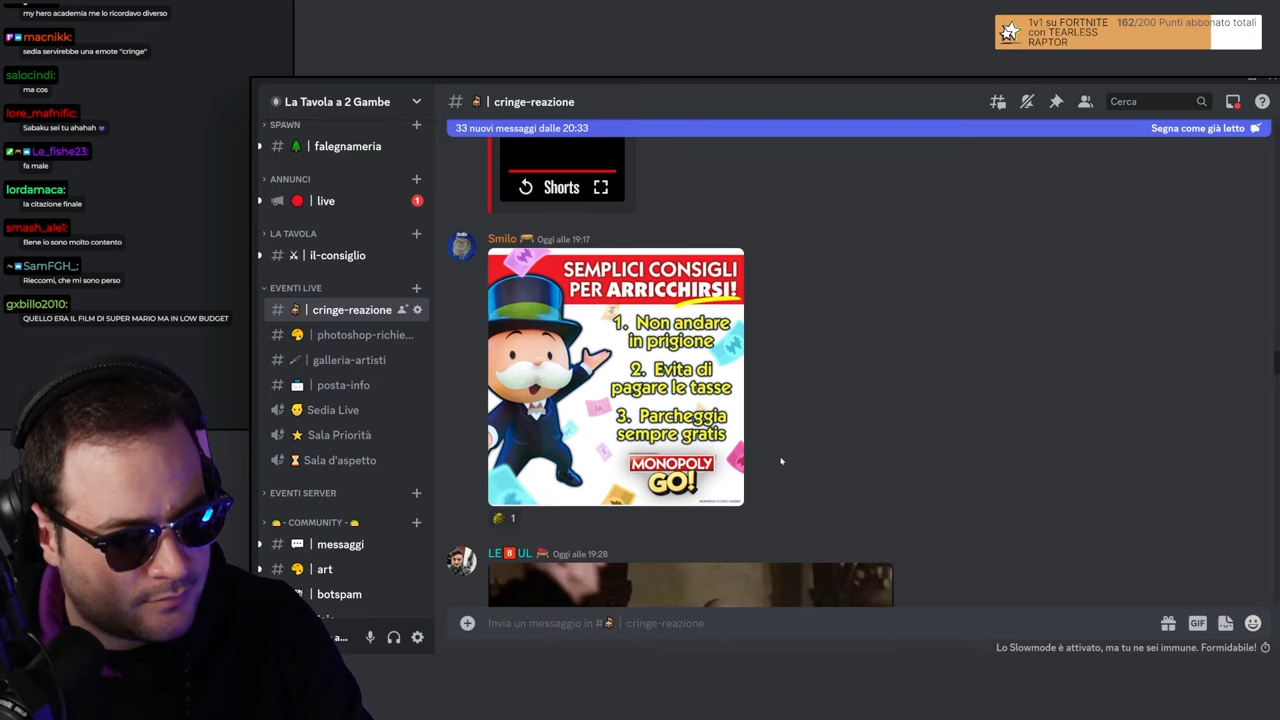 my hero academia me lo ricordavo diverso
macnikk:
sedia servirebbe una emote "cringe"
salocindi:
ma cos
lore_mafnific:
Sabaku sei tu ahahah
Le_fishe23:
fa male
lordamaca:
la citazione finale
smash_ale1:
Bene io sono molto contento
SamFGH_:
Rieccomi, che mi sono perso
gxbillo2010:
QUELLO ERA IL FILM DI SUPER MARIO MA IN LOW BUDGET
1v1 su FORTNITE
con TEARLESS
RAPTOR
162/200 Punti abbonato totali
La Tavola a 2 Gambe
SPAWN
# | falegnameria
ANNUNCI
| live 1
LA TAVOLA
# | il-consiglio
EVENTI LIVE
# | cringe-reazione
# | photoshop-richie...
# | galleria-artisti
# | posta-info
Sedia Live
Sala Priorità
Sala d'aspetto
EVENTI SERVER
- COMMUNITY -
# | messaggi
# | art
# | botspam
...a...
# | cringe-reazione
Cerca
33 nuovi messaggi dalle 20:33
Segna come già letto
Shorts
Smilo Oggi alle 19:17
SEMPLICI CONSIGLI
PER ARRICCHIRSI!
1. Non andare
in prigione
2. Evita di
pagare le tasse
3. Parcheggia
sempre gratis
MONOPOLY
GO!
1
LE B UL Oggi alle 19:28
Invia un messaggio in # | cringe-reazione
GIF
Lo Slowmode è attivato, ma tu ne sei immune. Formidabile!